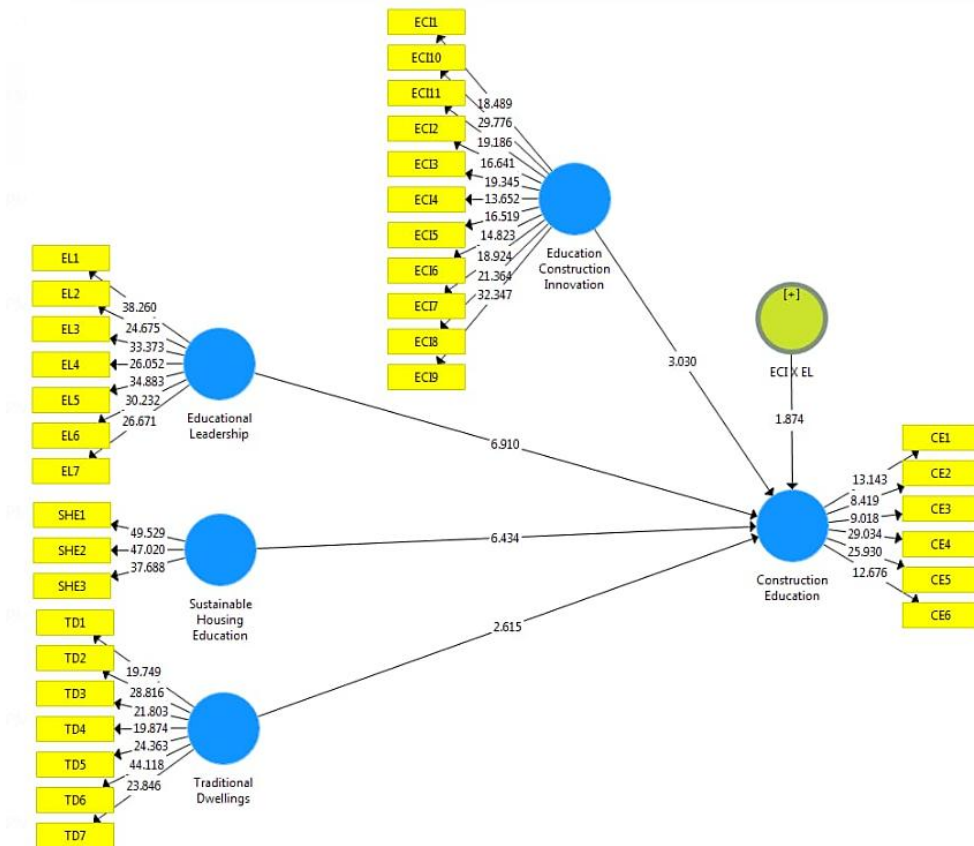 ECI1
ECI10
ECI11
ECI2
ECI3
ECI4
ECI5
ECI6
ECI7
ECI8
ECI9
18.489
29.776
19.186
16.641
19.345
13.652
16.519
14.823
18.924
21.364
32.347
Education
Construction
Innovation
EL1
EL2
EL3
EL4
EL5
EL6
EL7
38.260
24.675
33.373
26.052
34.883
30.232
26.671
Educational
Leadership
[+]
ECI X EL
3.030
1.874
6.910
6.434
2.615
SHE1
SHE2
SHE3
49.529
47.020
37.688
Sustainable
Housing
Education
CE1
CE2
CE3
CE4
CE5
CE6
13.143
8.419
9.018
29.034
25.930
12.676
Construction
Education
TD1
TD2
TD3
TD4
TD5
TD6
TD7
19.749
28.816
21.803
19.874
24.363
44.118
23.846
Traditional
Dwellings